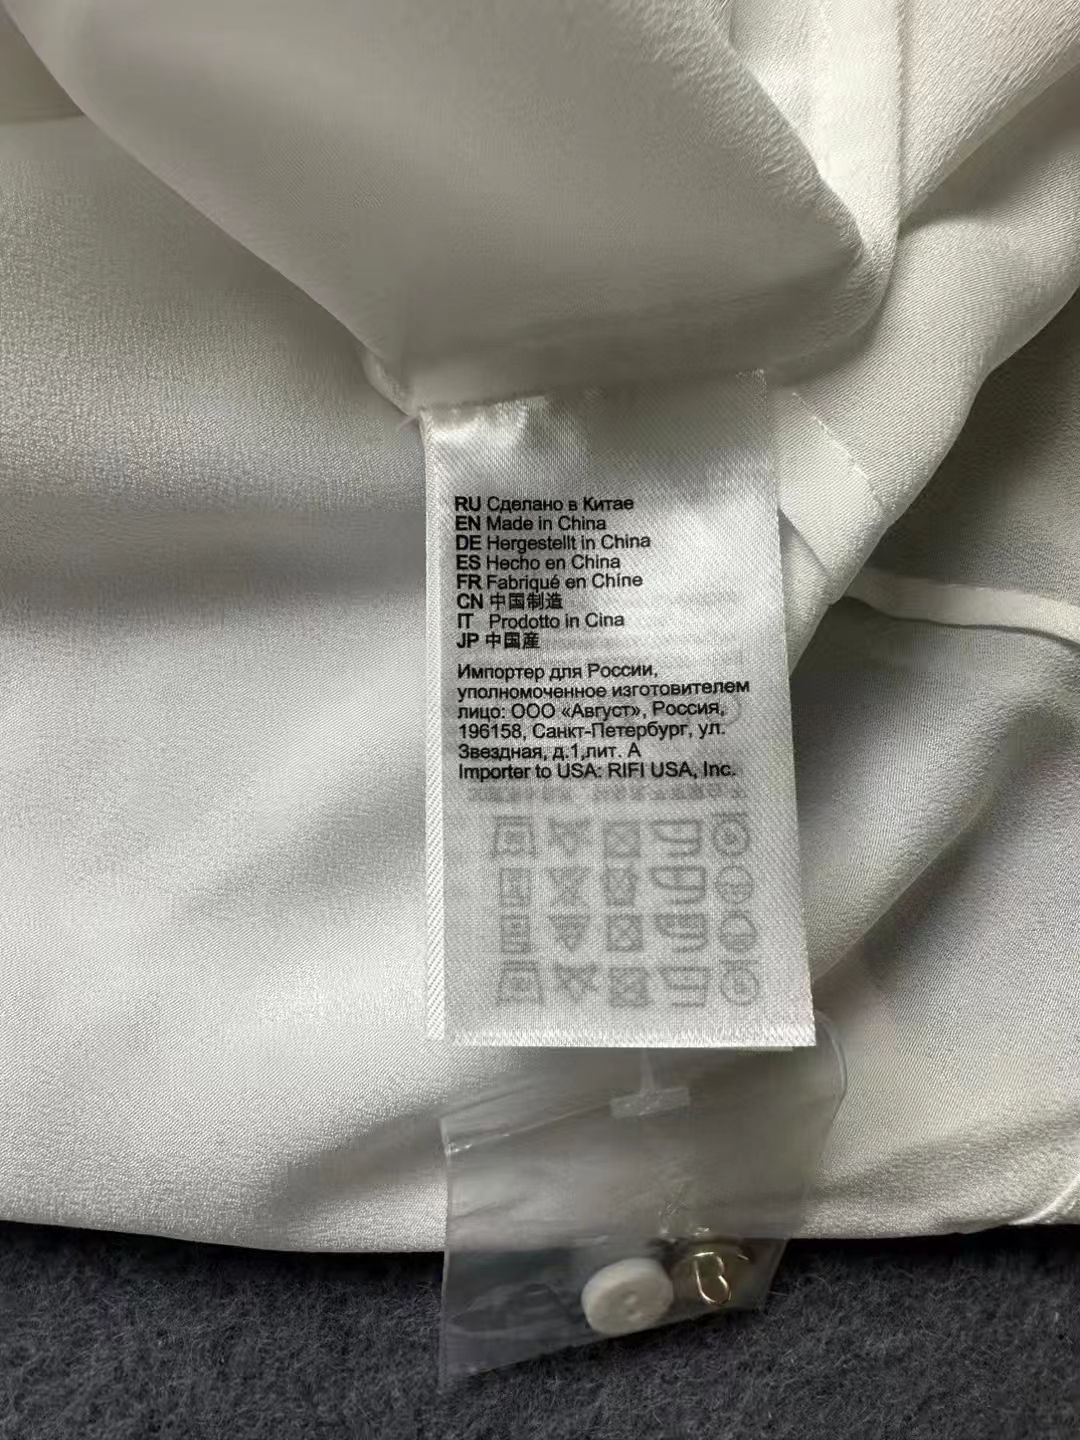 RU Сделано в Китае
EN Made in China
DE Hergestellt in China
ES Hecho en China
FR Fabriqué en Chine
CN 中国制造
IT Prodotto in Cina
JP 中国産
Импортер для России,
уполномоченное изготовителем
лицо: ООО «Август», Россия,
196158, Санкт-Петербург, ул.
Звездная, д.1,лит. А
Importer to USA: RIFI USA, Inc.